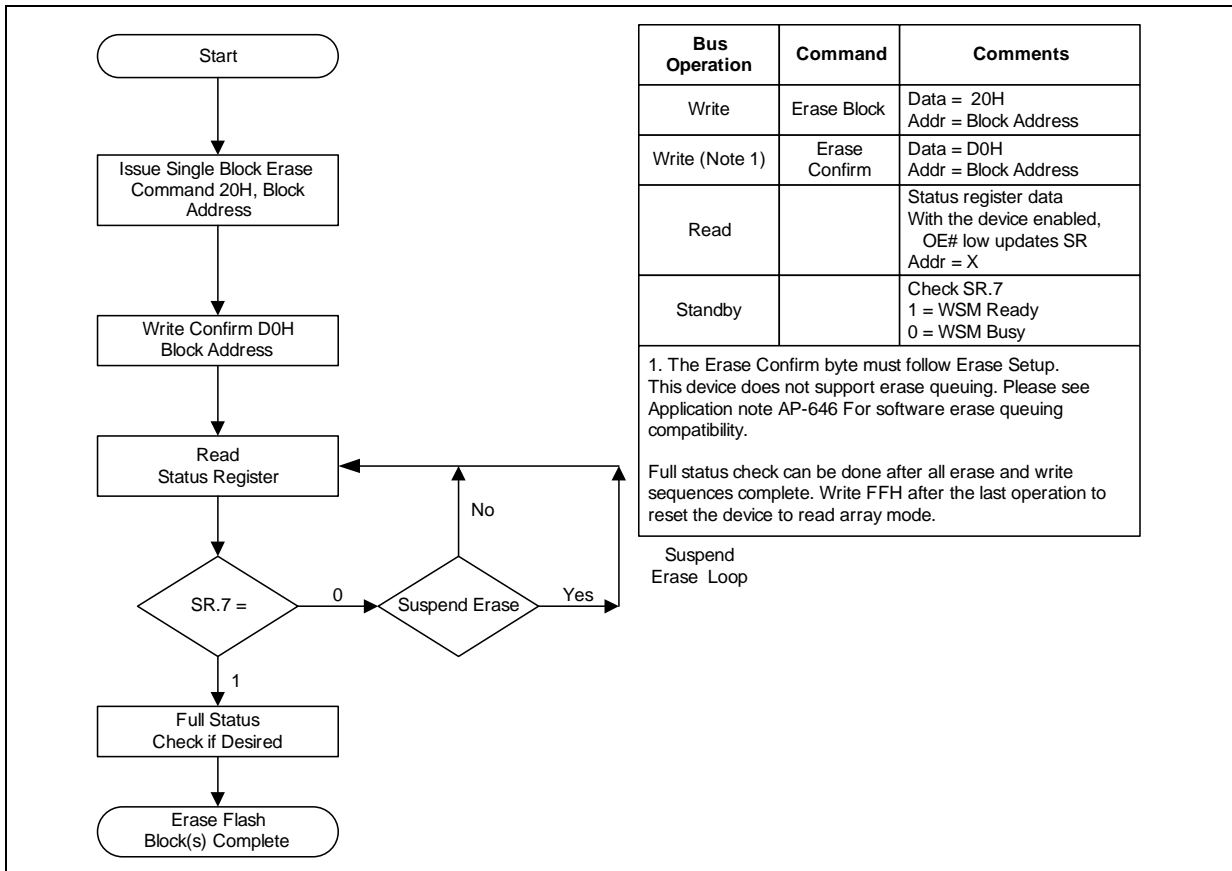 Start
Issue Single Block Erase
Command 20H, Block
Address
Write Confirm D0H
Block Address
Read
Status Register
No
SR.7 =
0
Suspend Erase
Yes
1
Full Status
Check if Desired
Erase Flash
Block(s) Complete
Suspend
Erase Loop
Bus
Operation
Command
Comments
Write
Erase Block
Data = 20H
Addr = Block Address
Write (Note 1)
Erase
Confirm
Data = D0H
Addr = Block Address
Read
Status register data
With the device enabled,
OE# low updates SR
Addr = X
Standby
Check SR.7
1 = WSM Ready
0 = WSM Busy
1. The Erase Confirm byte must follow Erase Setup.
This device does not support erase queuing. Please see
Application note AP-646 For software erase queuing
compatibility.
Full status check can be done after all erase and write
sequences complete. Write FFH after the last operation to
reset the device to read array mode.